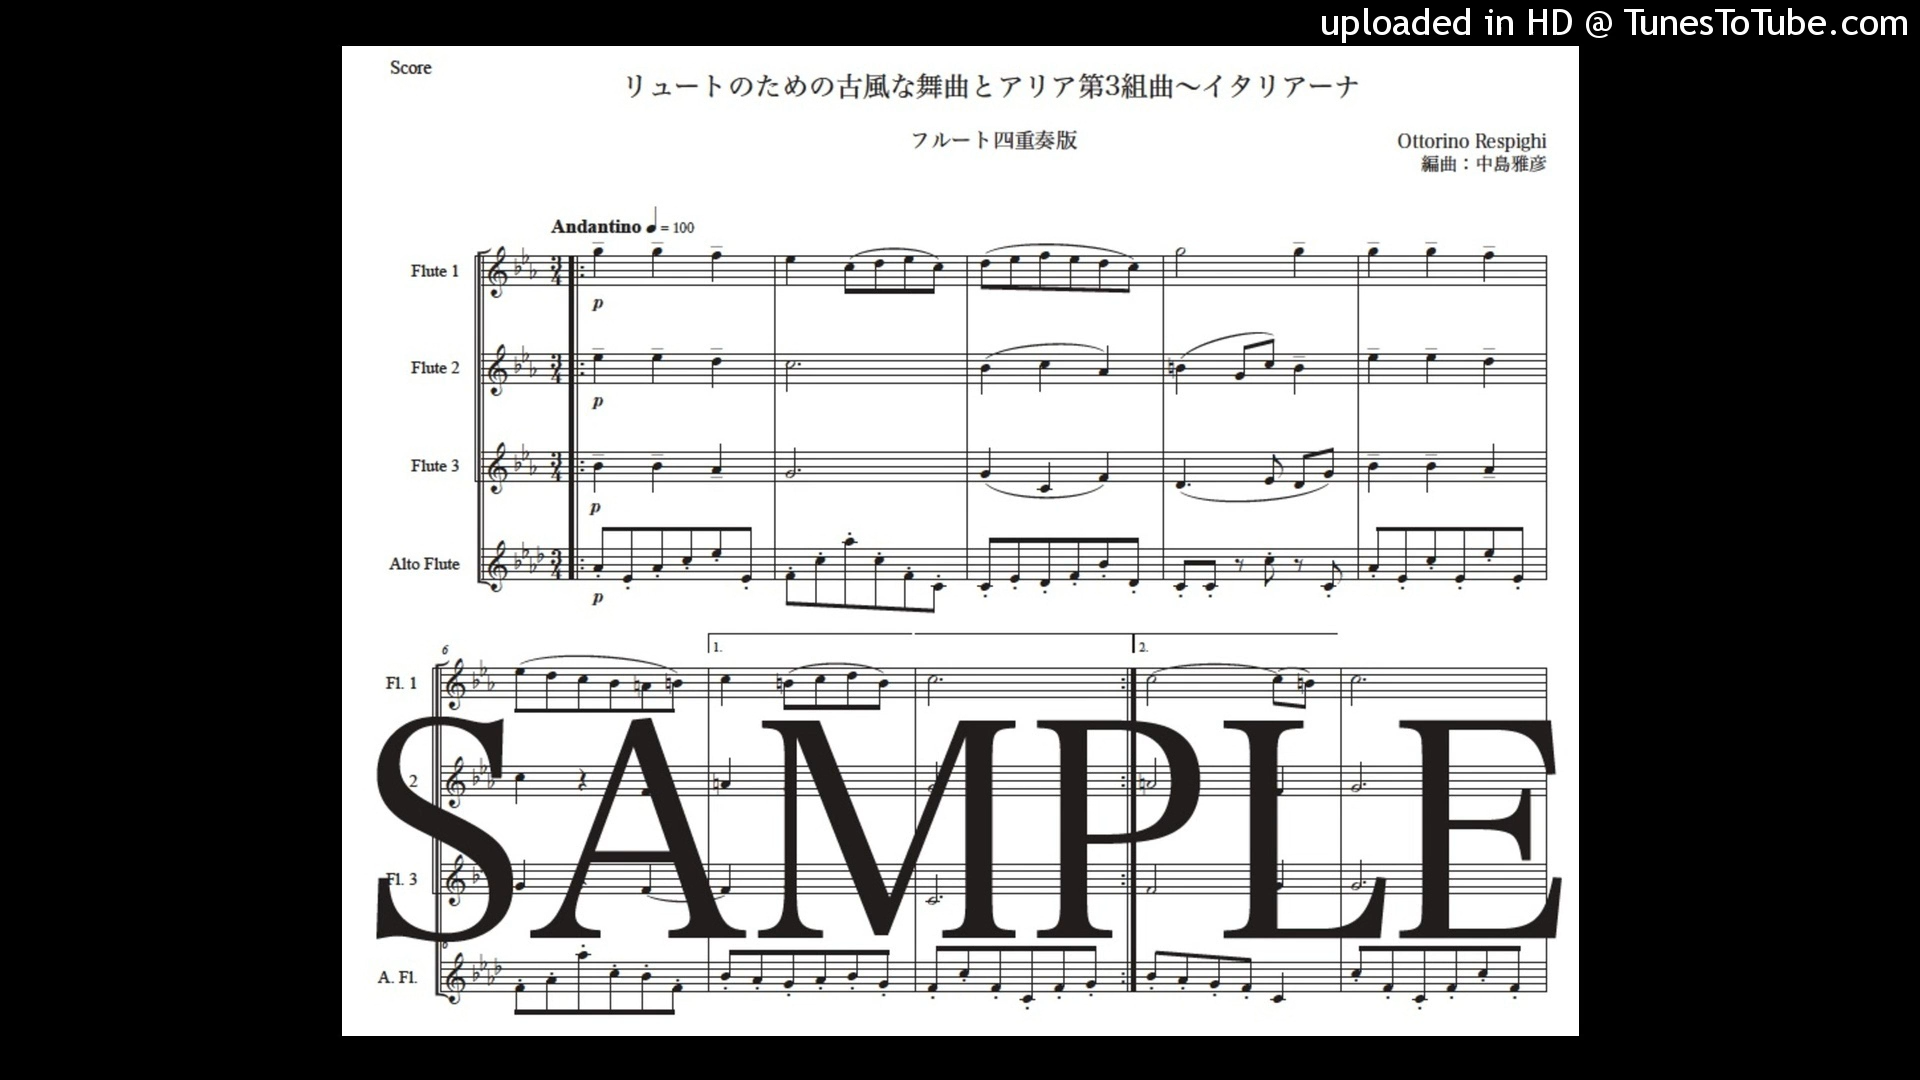 uploaded in HD @ TunesToTube.com
Score
リュートのための古風な舞曲とアリア第3組曲～イタリアーナ
フルート四重奏版
Ottorino Respighi
編曲：中島雅彦
Andantino ♩= 100
Flute 1
p
Flute 2
p
Flute 3
p
Alto Flute
p
6
1.
2.
Fl. 1
2
Fl. 3
A. Fl.
SAMPLE